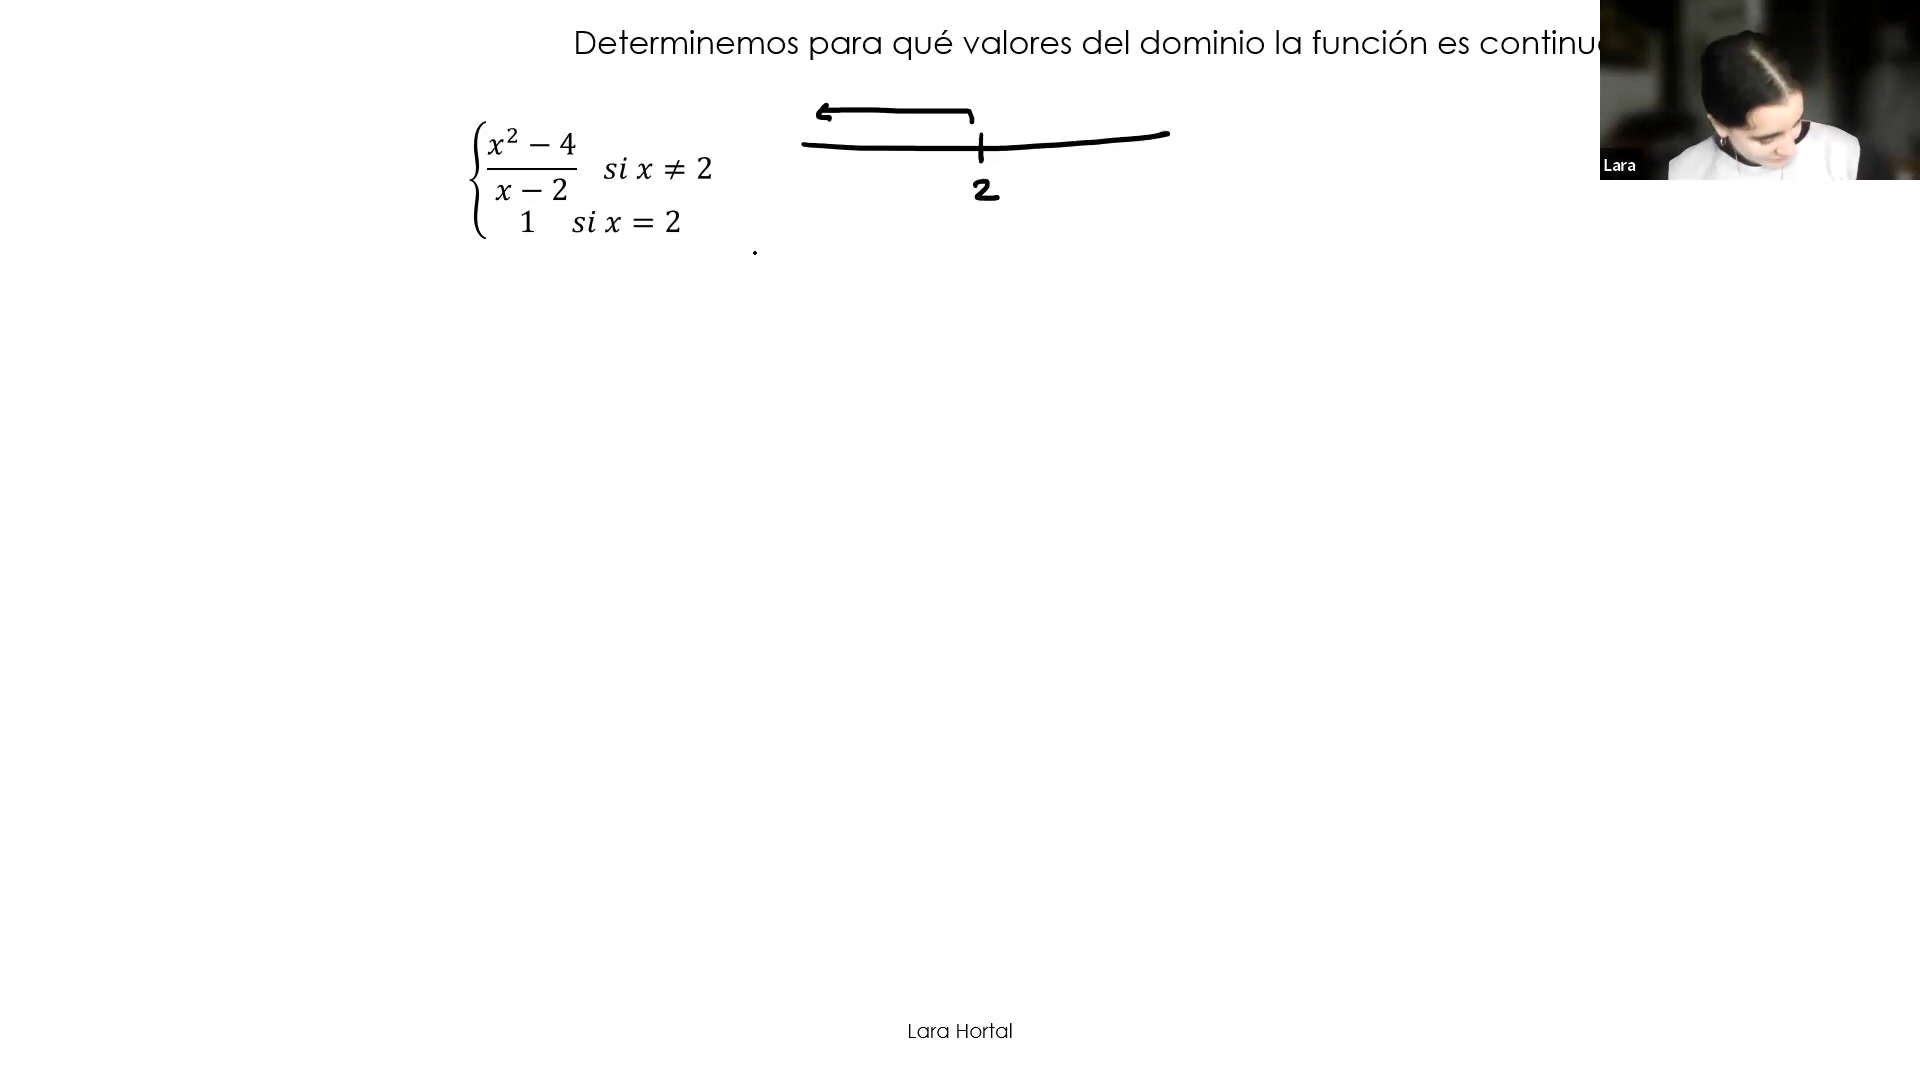 Determinemos para qué valores del dominio la función es continu
x² − 4
x − 2
si x ≠ 2
1 si x = 2
2
Lara
Lara Hortal